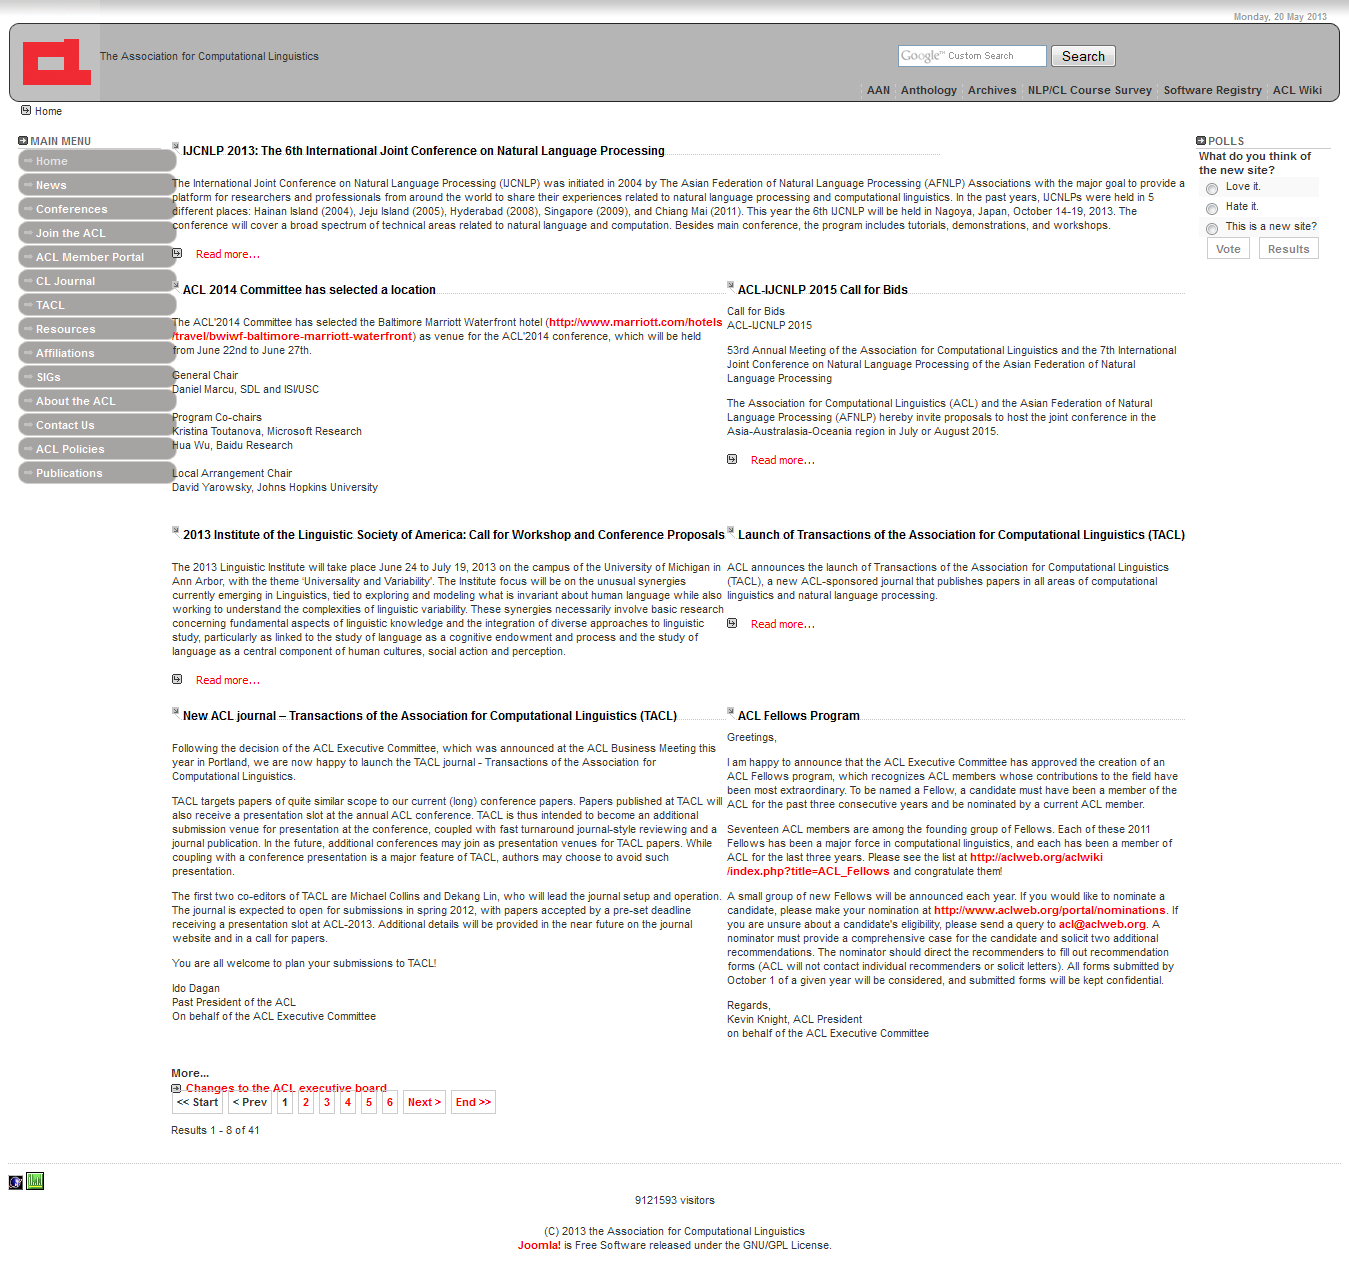 Monday, 20 May 2013
The Association for Computational Linguistics
Google™ Custom Search
Search
AAN Anthology Archives NLP/CL Course Survey Software Registry ACL Wiki
Home
MAIN MENU
Home
News
Conferences
Join the ACL
ACL Member Portal
CL Journal
TACL
Resources
Affiliations
SIGs
About the ACL
Contact Us
ACL Policies
Publications
IJCNLP 2013: The 6th International Joint Conference on Natural Language Processing
The International Joint Conference on Natural Language Processing (IJCNLP) was initiated in 2004 by The Asian Federation of Natural Language Processing (AFNLP) Associations with the major goal to provide a
platform for researchers and professionals from around the world to share their experiences related to natural language processing and computational linguistics. In the past years, IJCNLPs were held in 5
different places: Hainan Island (2004), Jeju Island (2005), Hyderabad (2008), Singapore (2009), and Chiang Mai (2011). This year the 6th IJCNLP will be held in Nagoya, Japan, October 14-19, 2013. The
conference will cover a broad spectrum of technical areas related to natural language and computation. Besides main conference, the program includes tutorials, demonstrations, and workshops.
Read more...
ACL 2014 Committee has selected a location
The ACL'2014 Committee has selected the Baltimore Marriott Waterfront hotel (http://www.marriott.com/hotels
/travel/bwiwf-baltimore-marriott-waterfront) as venue for the ACL'2014 conference, which will be held
from June 22nd to June 27th.
General Chair
Daniel Marcu, SDL and ISI/USC
Program Co-chairs
Kristina Toutanova, Microsoft Research
Hua Wu, Baidu Research
Local Arrangement Chair
David Yarowsky, Johns Hopkins University
ACL-IJCNLP 2015 Call for Bids
Call for Bids
ACL-IJCNLP 2015
53rd Annual Meeting of the Association for Computational Linguistics and the 7th International
Joint Conference on Natural Language Processing of the Asian Federation of Natural
Language Processing
The Association for Computational Linguistics (ACL) and the Asian Federation of Natural
Language Processing (AFNLP) hereby invite proposals to host the joint conference in the
Asia-Australasia-Oceania region in July or August 2015.
Read more...
2013 Institute of the Linguistic Society of America: Call for Workshop and Conference Proposals
The 2013 Linguistic Institute will take place June 24 to July 19, 2013 on the campus of the University of Michigan in
Ann Arbor, with the theme ‘Universality and Variability’. The Institute focus will be on the unusual synergies
currently emerging in Linguistics, tied to exploring and modeling what is invariant about human language while also
working to understand the complexities of linguistic variability. These synergies necessarily involve basic research
concerning fundamental aspects of linguistic knowledge and the integration of diverse approaches to linguistic
study, particularly as linked to the study of language as a cognitive endowment and process and the study of
language as a central component of human cultures, social action and perception.
Read more...
Launch of Transactions of the Association for Computational Linguistics (TACL)
ACL announces the launch of Transactions of the Association for Computational Linguistics
(TACL), a new ACL-sponsored journal that publishes papers in all areas of computational
linguistics and natural language processing.
Read more...
New ACL journal – Transactions of the Association for Computational Linguistics (TACL)
Following the decision of the ACL Executive Committee, which was announced at the ACL Business Meeting this
year in Portland, we are now happy to launch the TACL journal - Transactions of the Association for
Computational Linguistics.
TACL targets papers of quite similar scope to our current (long) conference papers. Papers published at TACL will
also receive a presentation slot at the annual ACL conference. TACL is thus intended to become an additional
submission venue for presentation at the conference, coupled with fast turnaround journal-style reviewing and a
journal publication. In the future, additional conferences may join as presentation venues for TACL papers. While
coupling with a conference presentation is a major feature of TACL, authors may choose to avoid such
presentation.
The first two co-editors of TACL are Michael Collins and Dekang Lin, who will lead the journal setup and operation.
The journal is expected to open for submissions in spring 2012, with papers accepted by a pre-set deadline
receiving a presentation slot at ACL-2013. Additional details will be provided in the near future on the journal
website and in a call for papers.
You are all welcome to plan your submissions to TACL!
Ido Dagan
Past President of the ACL
On behalf of the ACL Executive Committee
ACL Fellows Program
Greetings,
I am happy to announce that the ACL Executive Committee has approved the creation of an
ACL Fellows program, which recognizes ACL members whose contributions to the field have
been most extraordinary. To be named a Fellow, a candidate must have been a member of the
ACL for the past three consecutive years and be nominated by a current ACL member.
Seventeen ACL members are among the founding group of Fellows. Each of these 2011
Fellows has been a major force in computational linguistics, and each has been a member of
ACL for the last three years. Please see the list at http://aclweb.org/aclwiki
/index.php?title=ACL_Fellows and congratulate them!
A small group of new Fellows will be announced each year. If you would like to nominate a
candidate, please make your nomination at http://www.aclweb.org/portal/nominations. If
you are unsure about a candidate's eligibility, please send a query to acl@aclweb.org. A
nominator must provide a comprehensive case for the candidate and solicit two additional
recommendations. The nominator should direct the recommenders to fill out recommendation
forms (ACL will not contact individual recommenders or solicit letters). All forms submitted by
October 1 of a given year will be considered, and submitted forms will be kept confidential.
Regards,
Kevin Knight, ACL President
on behalf of the ACL Executive Committee
More...
Changes to the ACL executive board
<< Start < Prev 1 2 3 4 5 6 Next > End >>
Results 1 - 8 of 41
POLLS
What do you think of
the new site?
Love it.
Hate it.
This is a new site?
Vote Results
9121593 visitors
(C) 2013 the Association for Computational Linguistics
Joomla! is Free Software released under the GNU/GPL License.